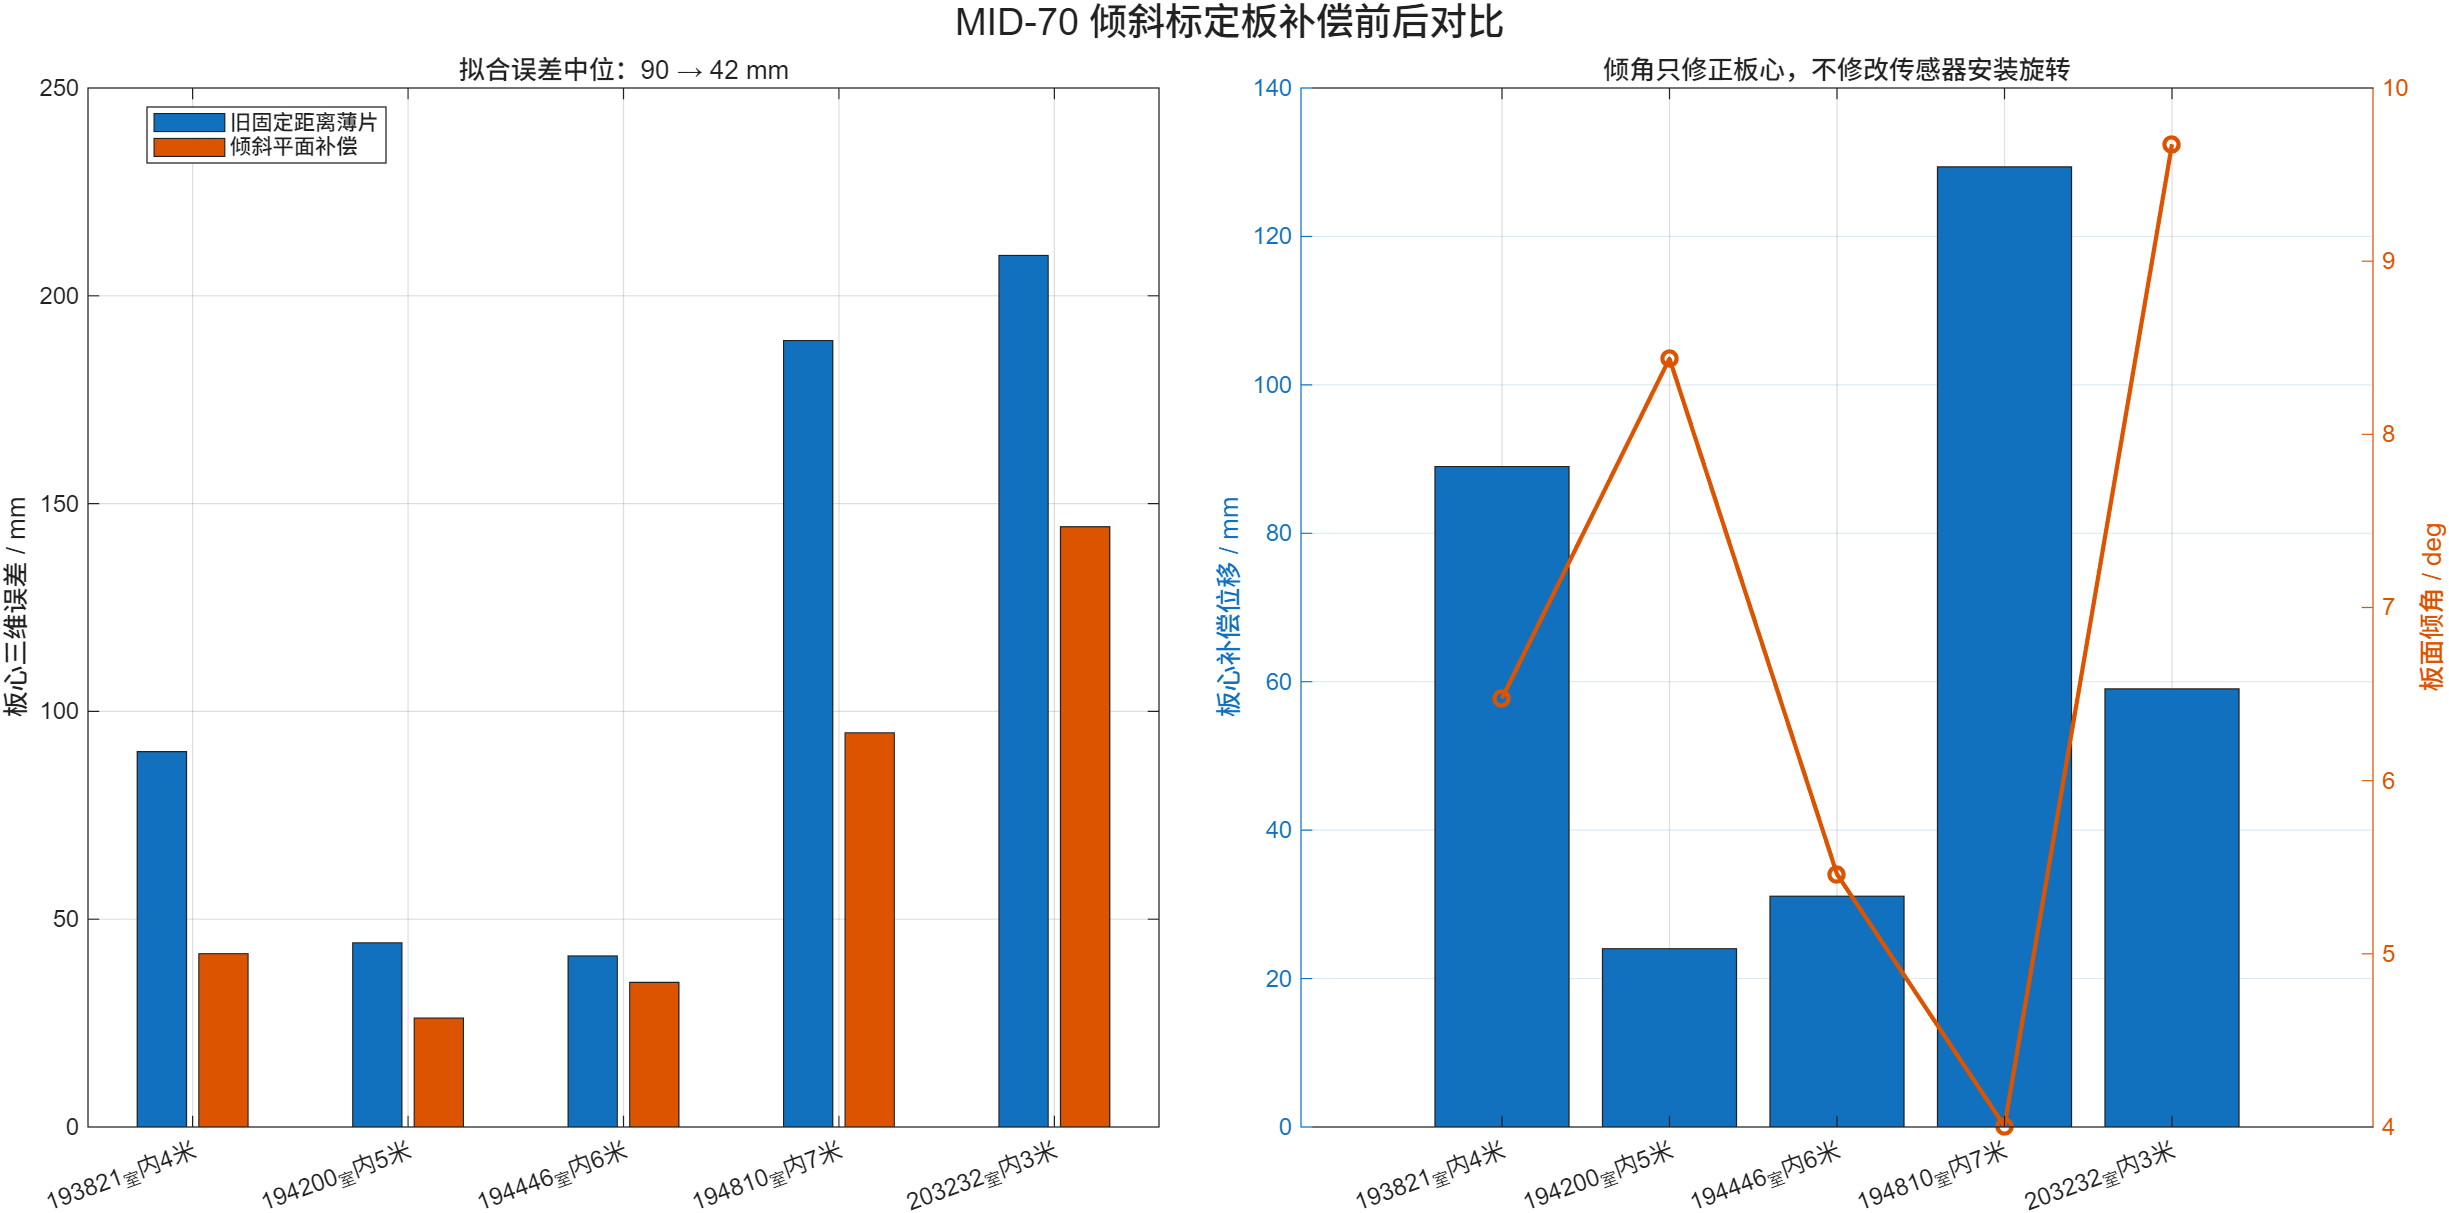 MID-70 倾斜标定板补偿前后对比
拟合误差中位：90 → 42 mm
旧固定距离薄片
倾斜平面补偿
板心三维误差 / mm
250
200
150
100
50
0
193821室内4米
194200室内5米
194446室内6米
194810室内7米
203232室内3米
倾角只修正板心，不修改传感器安装旋转
板心补偿位移 / mm
140
120
100
80
60
40
20
0
板面倾角 / deg
10
9
8
7
6
5
4
193821室内4米
194200室内5米
194446室内6米
194810室内7米
203232室内3米